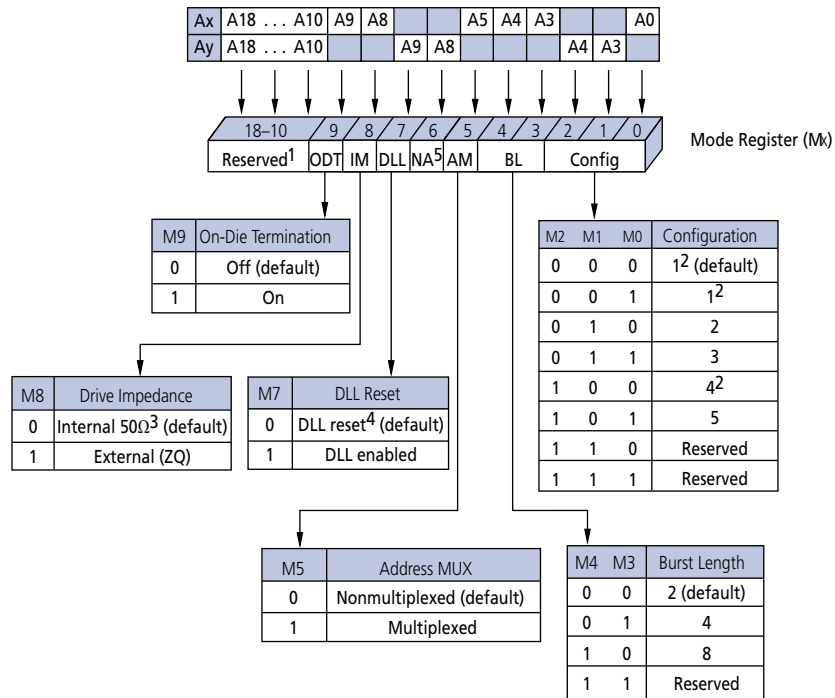 Ax A18 . . . A10 A9 A8 A5 A4 A3 A0
Ay A18 . . . A10 A9 A8 A4 A3
18–10 9 8 7 6 5 4 3 2 1 0
Mode Register (Mx)
Reserved1 ODT IM DLL NA5 AM BL Config
M9 On-Die Termination
0 Off (default)
1 On
M2 M1 M0 Configuration
0 0 0 12 (default)
0 0 1 12
0 1 0 2
0 1 1 3
1 0 0 42
1 0 1 5
1 1 0 Reserved
1 1 1 Reserved
M8 Drive Impedance
0 Internal 50Ω3 (default)
1 External (ZQ)
M7 DLL Reset
0 DLL reset4 (default)
1 DLL enabled
M5 Address MUX
0 Nonmultiplexed (default)
1 Multiplexed
M4 M3 Burst Length
0 0 2 (default)
0 1 4
1 0 8
1 1 Reserved